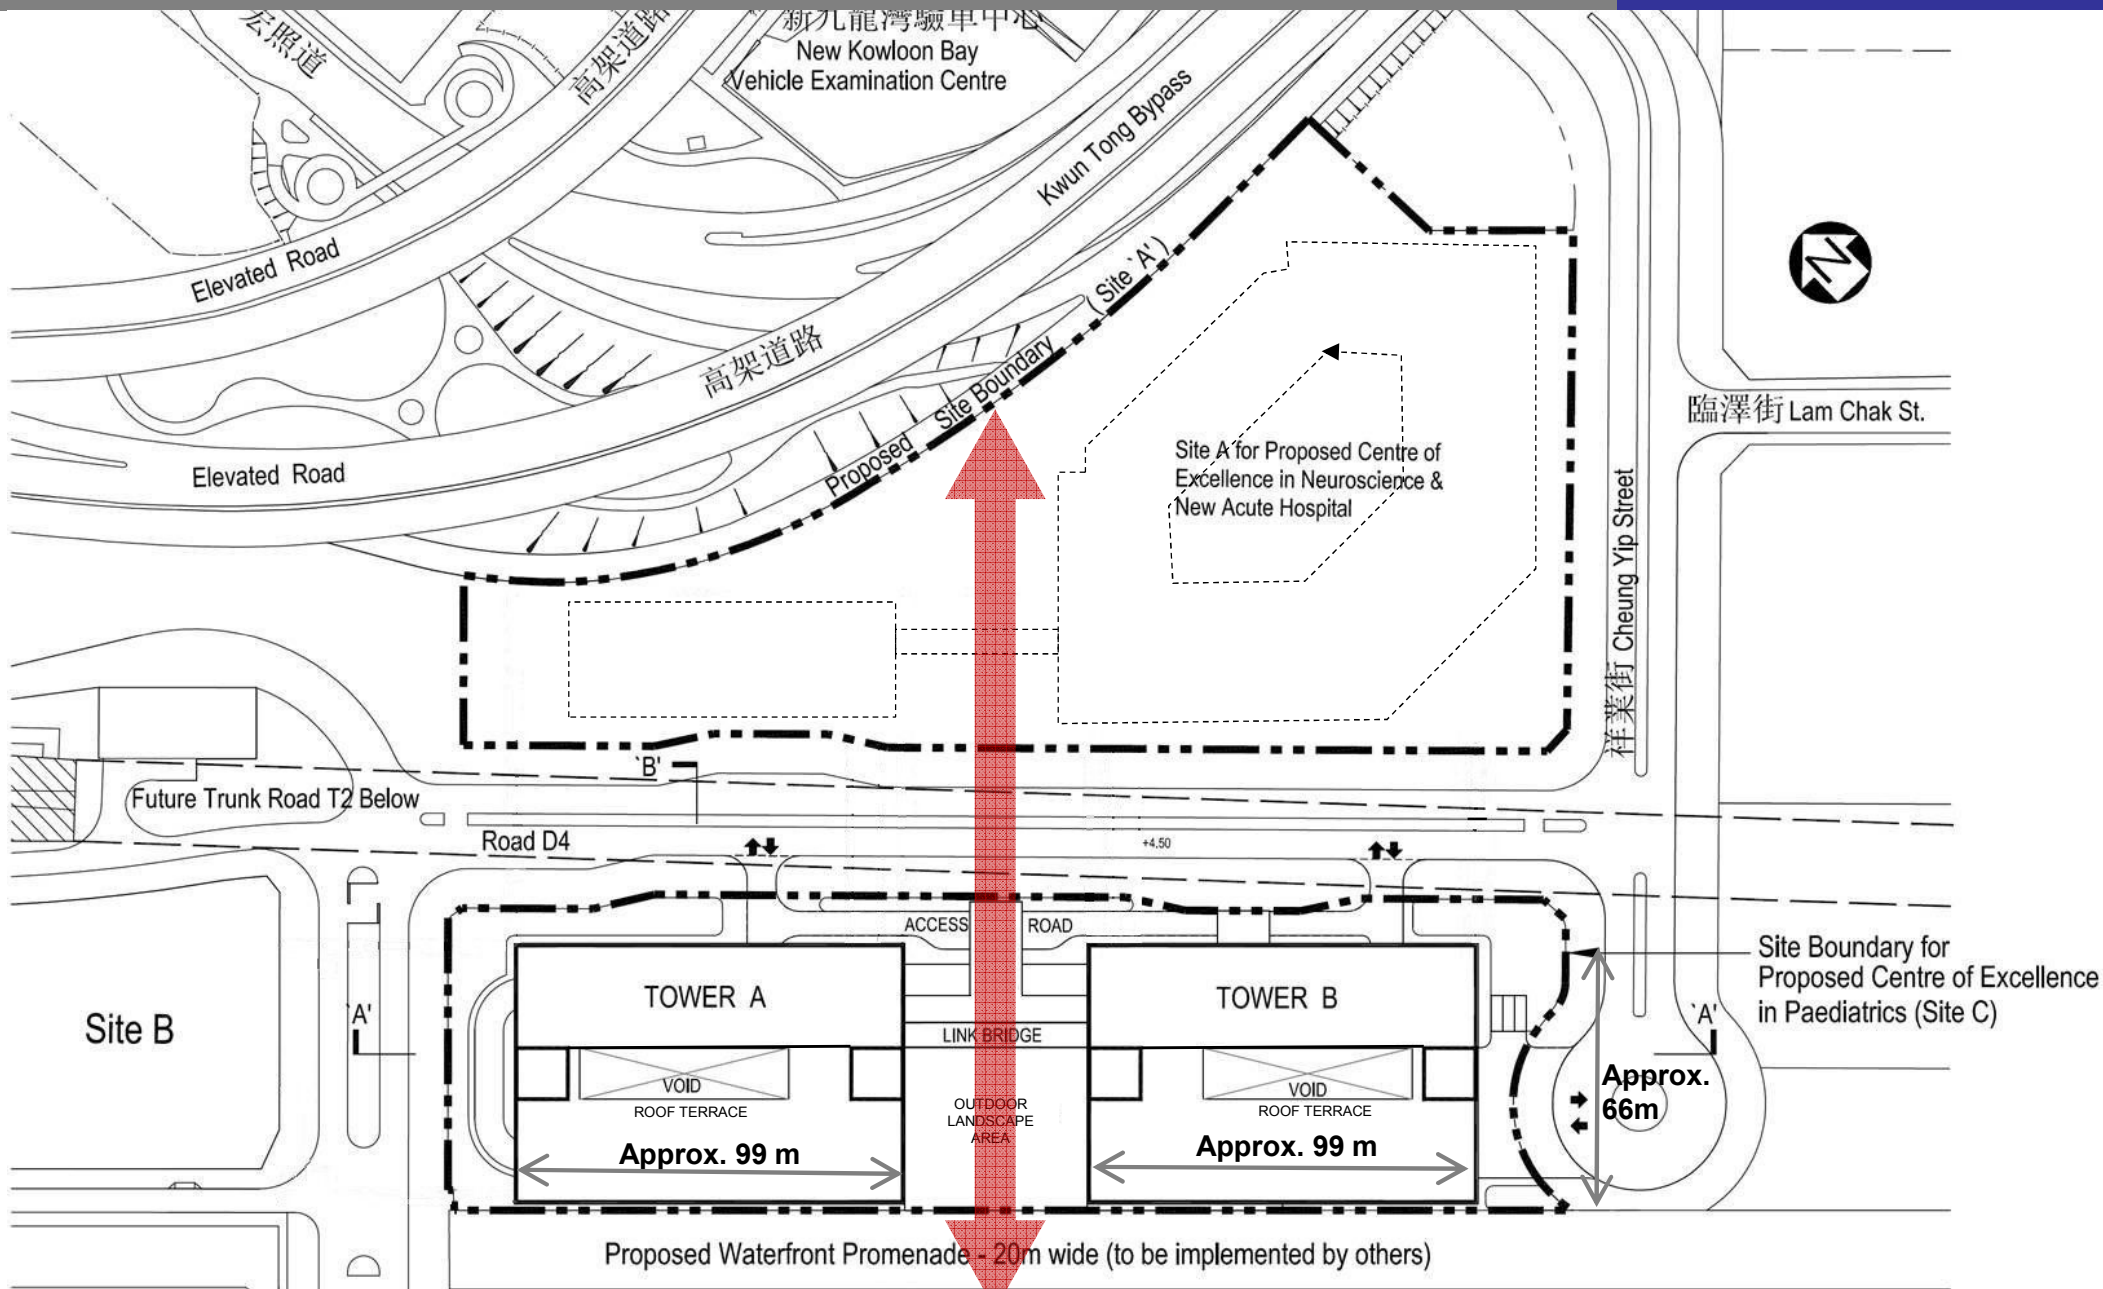 宏照道
高架道路
新九龍灣驗車中心
New Kowloon Bay
Vehicle Examination Centre
Kwun Tong Bypass
Elevated Road
高架道路
Elevated Road
Proposed Site Boundary (Site `A')
N
臨澤街 Lam Chak St.
Site A for Proposed Centre of
Excellence in Neuroscience &
New Acute Hospital
祥業街 Cheung Yip Street
`B'
Future Trunk Road T2 Below
Road D4
+4.50
ACCESS ROAD
Site Boundary for
Proposed Centre of Excellence
in Paediatrics (Site C)
TOWER A
TOWER B
Site B
`A'
`A'
LINK BRIDGE
VOID
ROOF TERRACE
VOID
ROOF TERRACE
OUTDOOR
LANDSCAPE
AREA
Approx.
66m
Approx. 99 m
Approx. 99 m
Proposed Waterfront Promenade - 20m wide (to be implemented by others)